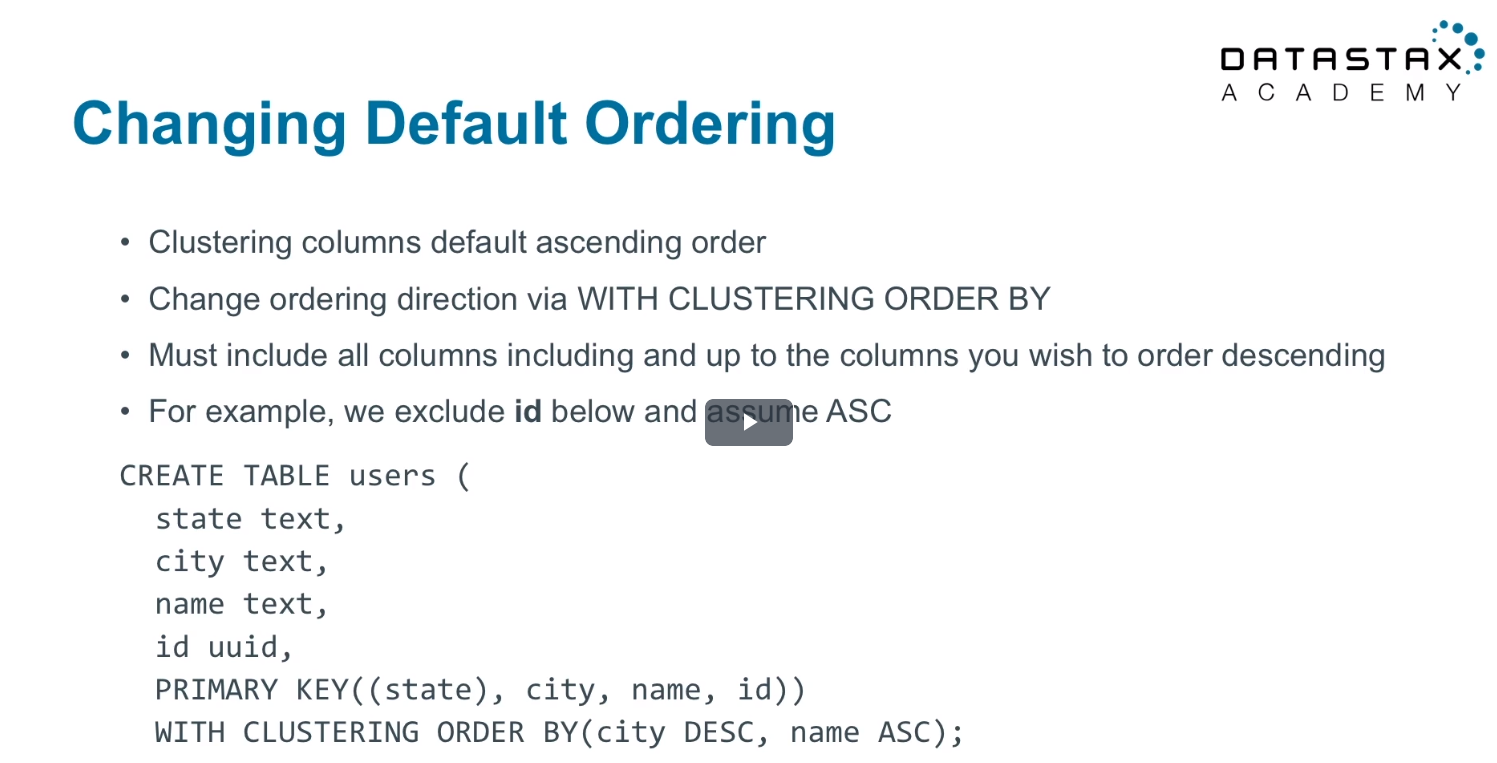 DATASTAX
ACADEMY
Changing Default Ordering
• Clustering columns default ascending order
• Change ordering direction via WITH CLUSTERING ORDER BY
• Must include all columns including and up to the columns you wish to order descending
• For example, we exclude id below and assume ASC
CREATE TABLE users (
state text,
city text,
name text,
id uuid,
PRIMARY KEY((state), city, name, id))
WITH CLUSTERING ORDER BY(city DESC, name ASC);